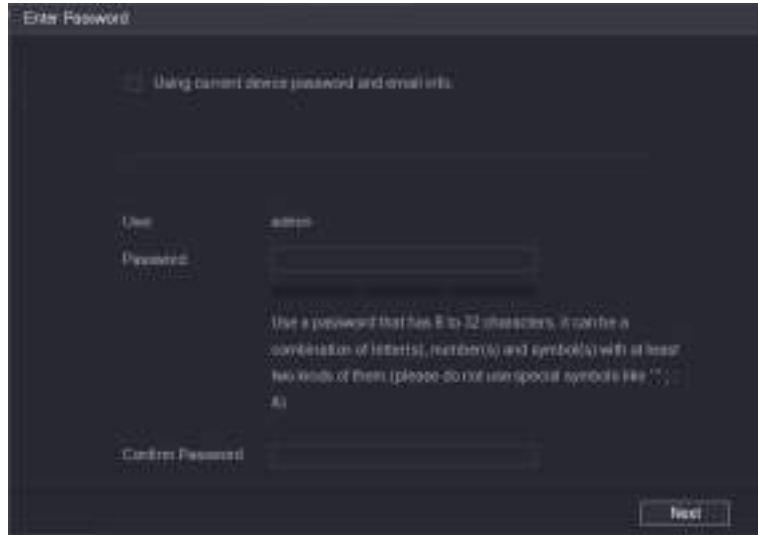 Enter Password
Using current device password and email info.
User
admin
Password
Use a password that has 8 to 32 characters, it can be a
combination of letter(s), number(s) and symbol(s) with at least
two kinds of them.(please do not use special symbols like ' " ; :
&)
Confirm Password
Next